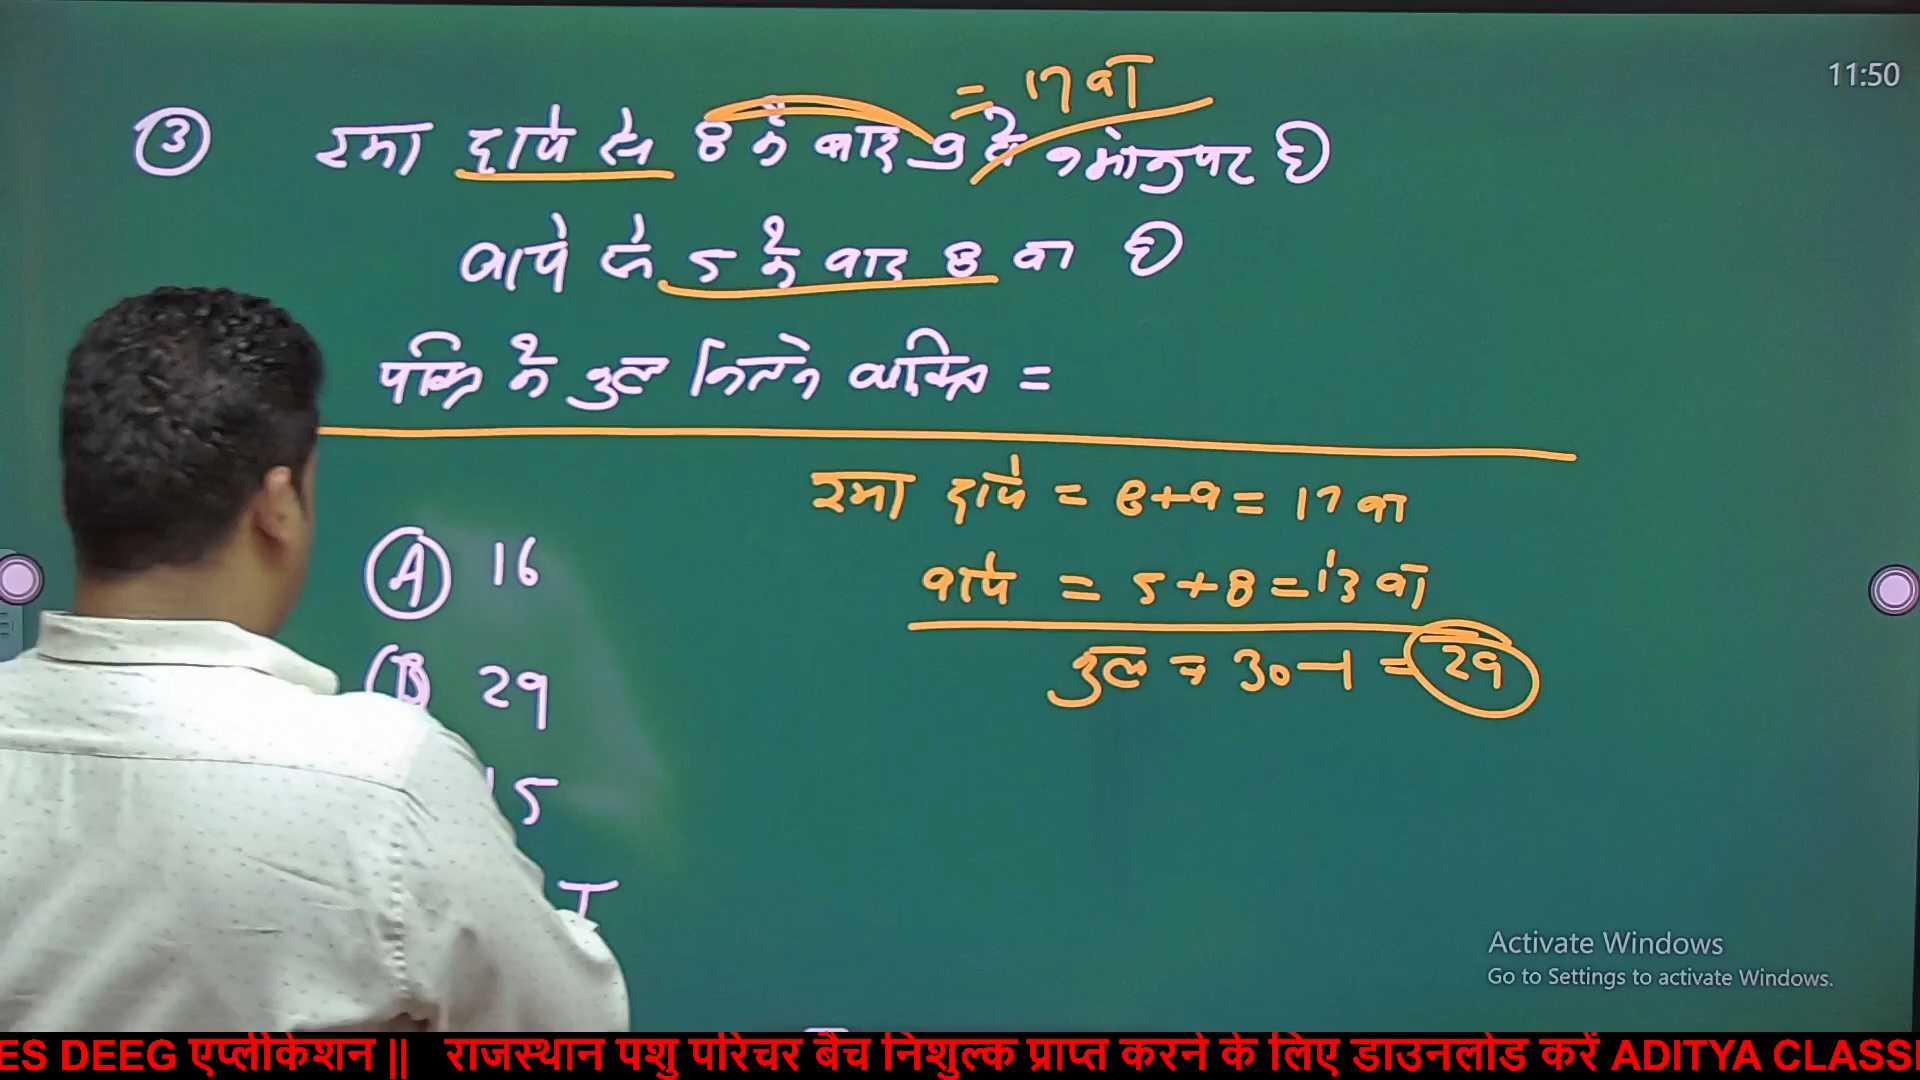 11:50
= 17 वां
③ रमा दांये से 8 के बाद 9 वे क्रमानुसार है
बांये से 5 के बाद 8 वा है
पंक्ति में कुल कितने व्यक्ति =
रमा दांये = 8+9 = 17 वा
बांये = 5+8 = 13 वां
कुल = 30-1 = 29
Ⓐ 16
Ⓑ 29
15
Activate Windows
Go to Settings to activate Windows.
ES DEEG एप्लीकेशन || राजस्थान पशु परिचर बैंच निशुल्क प्राप्त करने के लिए डाउनलोड करें ADITYA CLASS